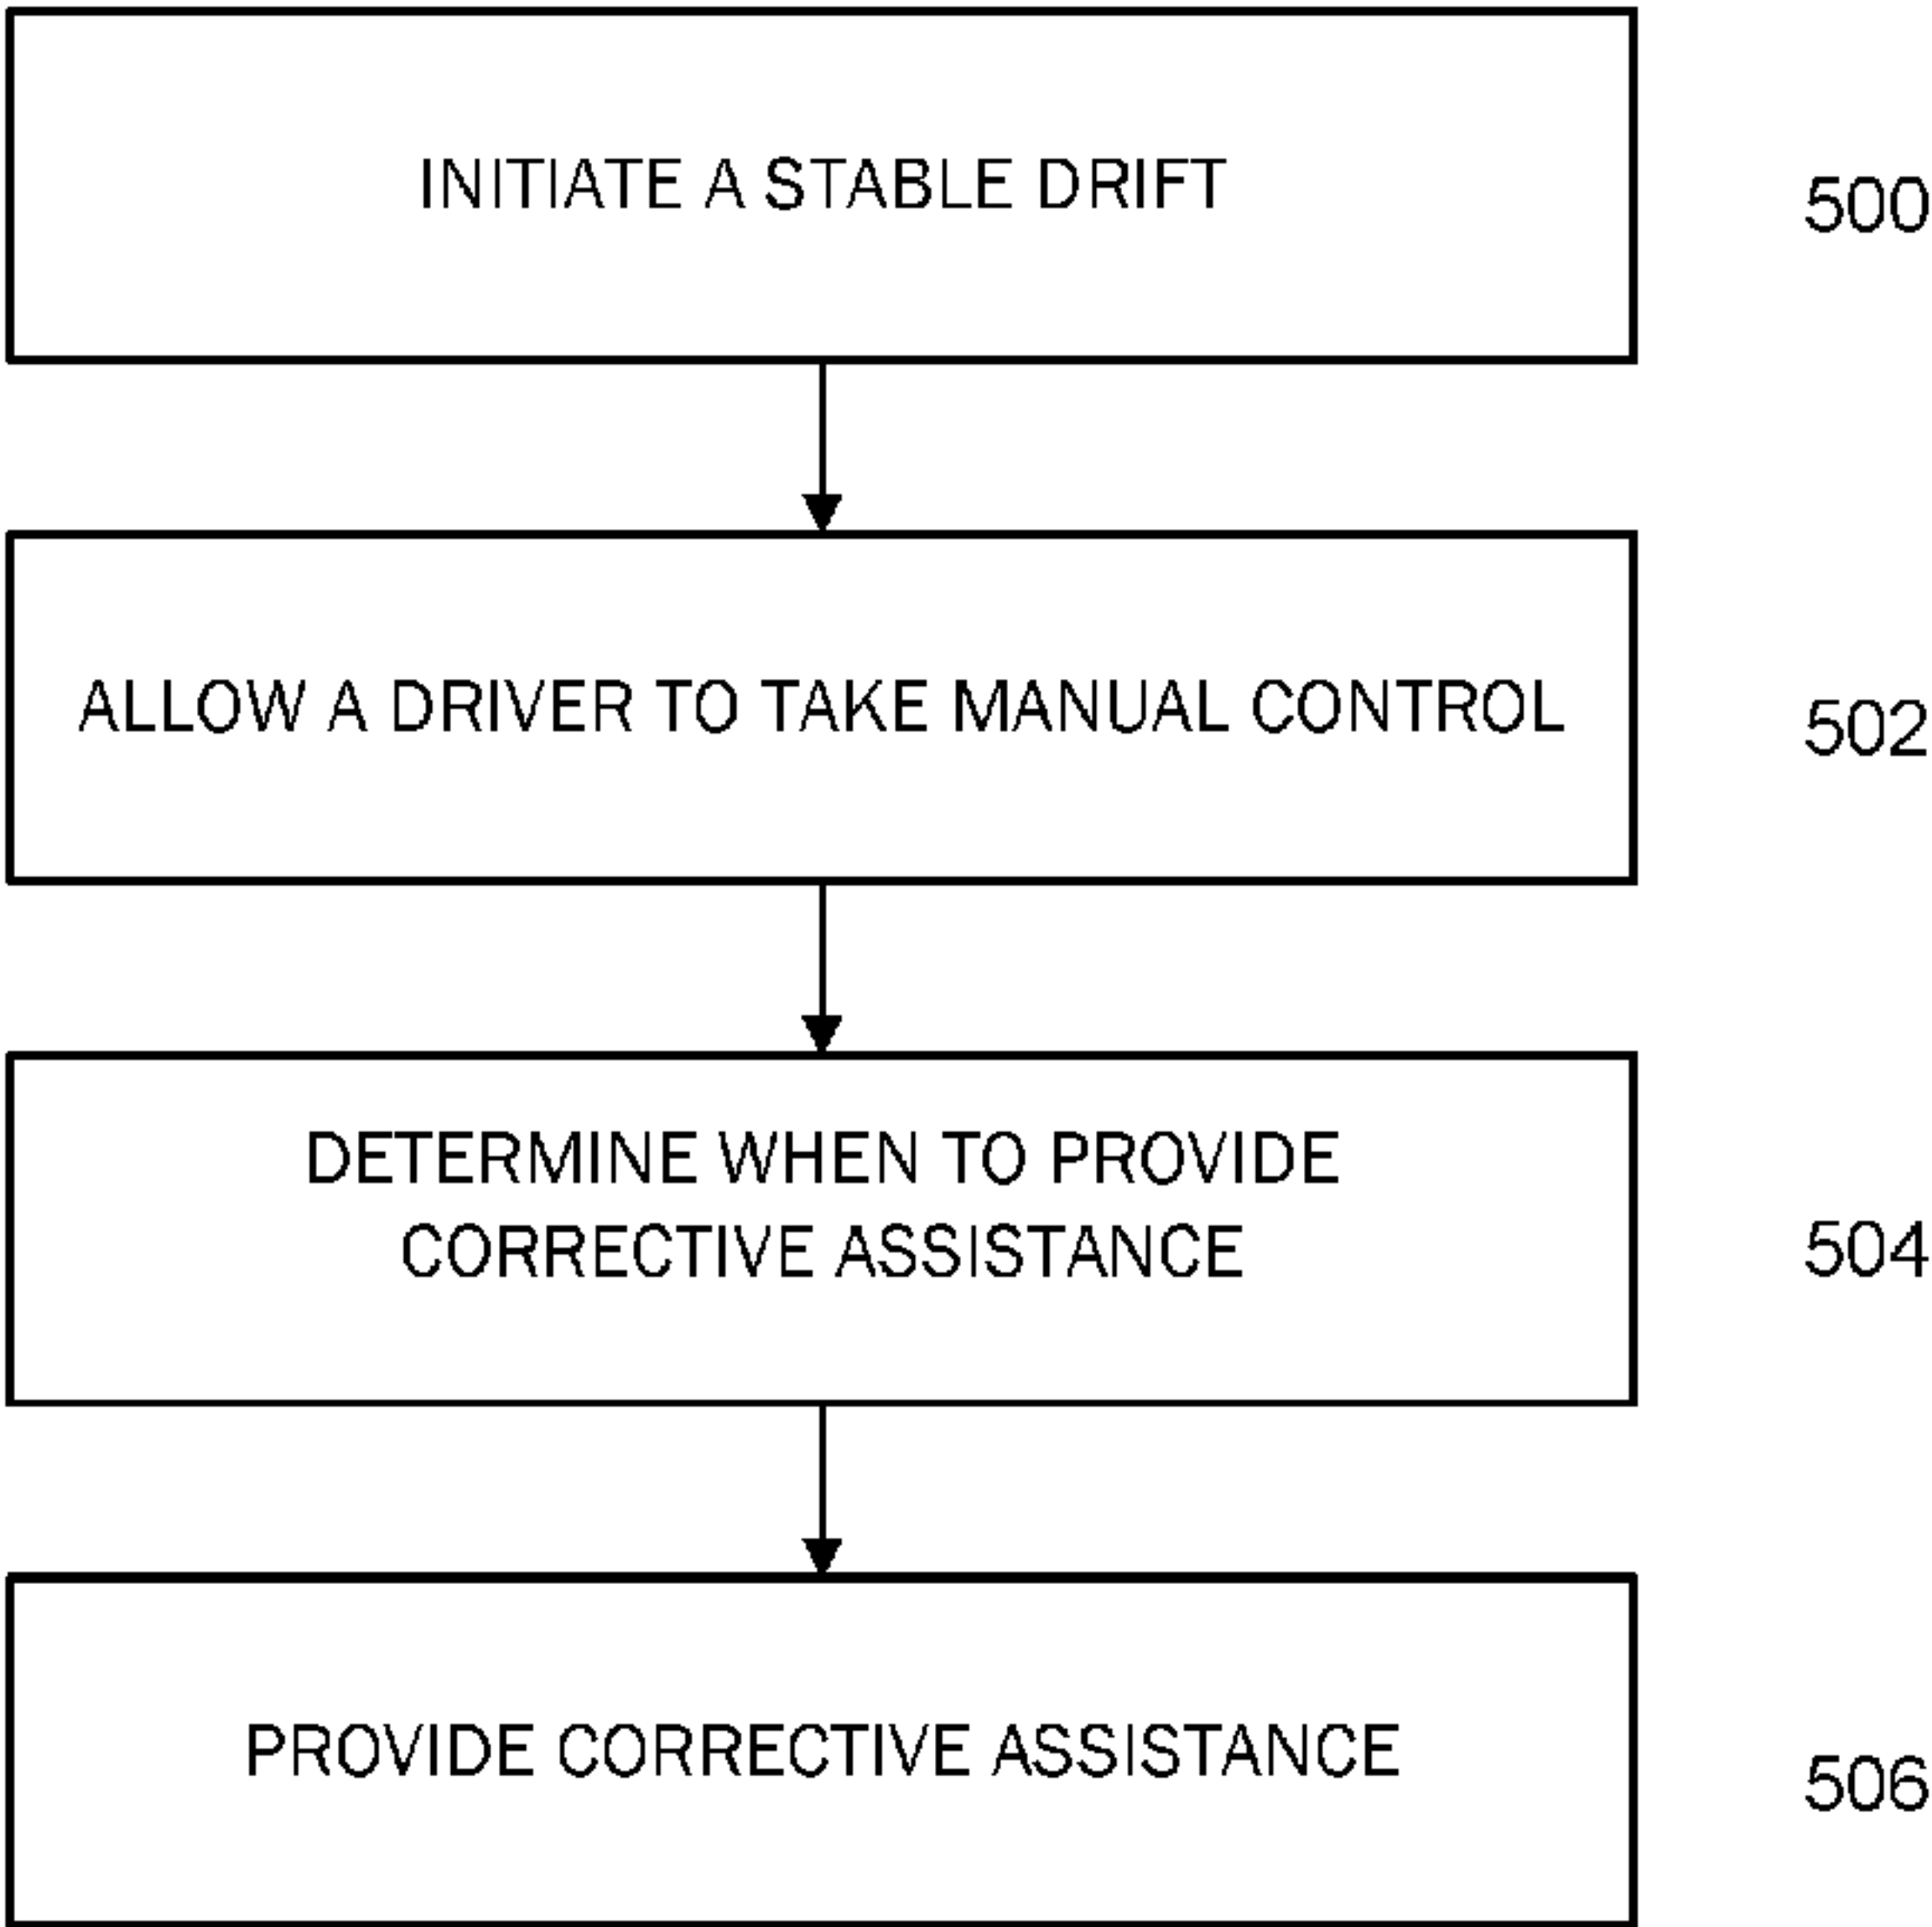 INITIATE A STABLE DRIFT
500
ALLOW A DRIVER TO TAKE MANUAL CONTROL
502
DETERMINE WHEN TO PROVIDE
CORRECTIVE ASSISTANCE
504
PROVIDE CORRECTIVE ASSISTANCE
506